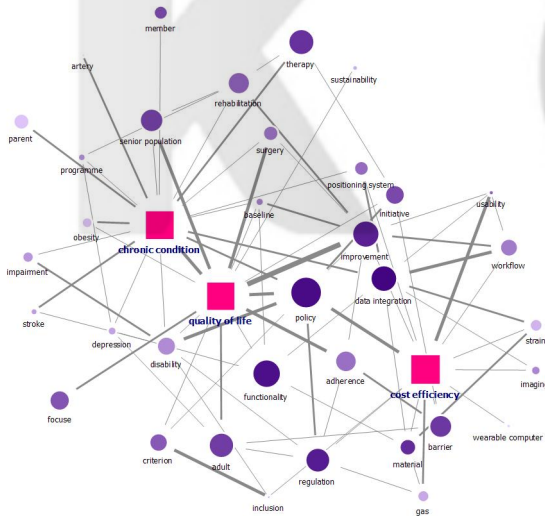 member
therapy
artery
sustainability
rehabilitation
parent
senior population
surgery
programme
positioning system
usability
baseline
initiative
obesity
chronic condition
improvement
workflow
impairment
data integration
quality of life
policy
stroke
depression
strain
disability
adherence
functionality
cost efficiency
imagin
focuse
wearable computer
barrier
criterion
adult
material
regulation
inclusion
gas